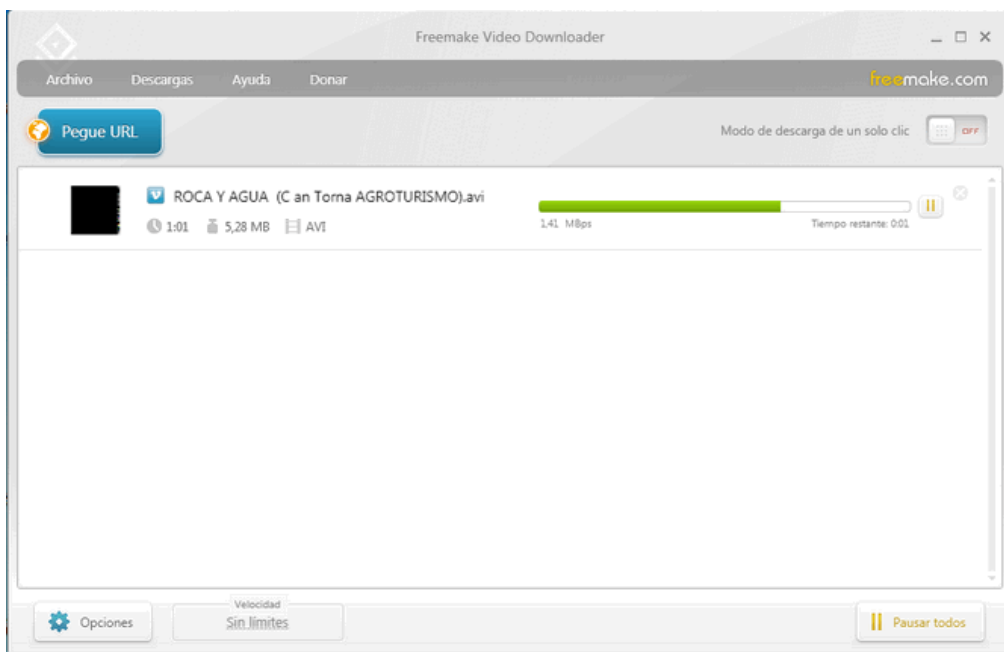 Freemake Video Downloader
Archivo Descargas Ayuda Donar freemake.com
Pegue URL Modo de descarga de un solo clic OFF
ROCA Y AGUA (C an Torna AGROTURISMO).avi
1:01 5,28 MB AVI 1.41 MBps Tiempo restante: 0:01
Velocidad
Opciones Sin límites Pausar todos